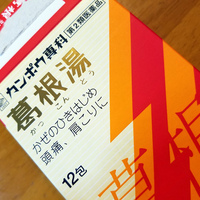 カンポウ専科
第2類医薬品
葛根湯
かっこんとう
かぜのひきはじめ
頭痛、肩こりに
12包
葛根